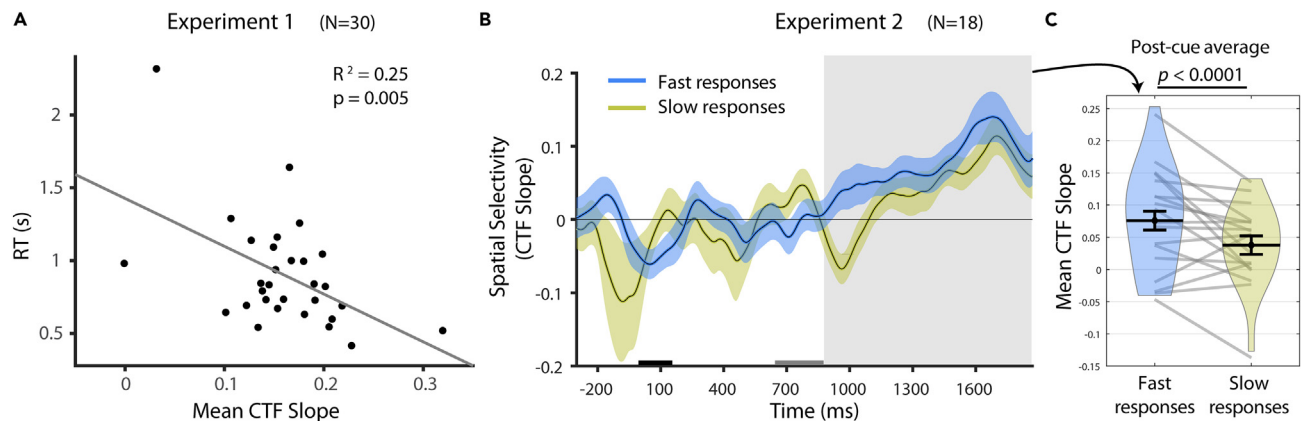 A
Experiment 1 (N=30)
R² = 0.25
p = 0.005
2
1.5
1
0.5
RT (s)
0 0.1 0.2 0.3
Mean CTF Slope
B
Experiment 2 (N=18)
Fast responses
Slow responses
0.2
0.1
0
-0.1
-0.2
Spatial Selectivity
(CTF Slope)
-200 100 400 700 1000 1300 1600
Time (ms)
C
Post-cue average
p < 0.0001
0.25
0.2
0.15
0.1
0.05
0
-0.05
-0.1
-0.15
Mean CTF Slope
Fast Slow
responses responses